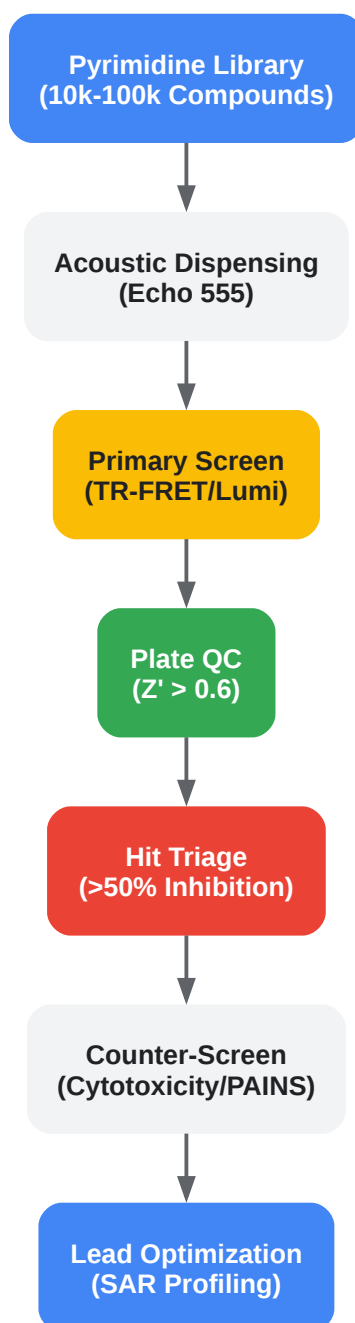 Pyrimidine Library
(10k-100k Compounds)
Acoustic Dispensing
(Echo 555)
Primary Screen
(TR-FRET/Lumi)
Plate QC
(Z' > 0.6)
Hit Triage
(>50% Inhibition)
Counter-Screen
(Cytotoxicity/PAINS)
Lead Optimization
(SAR Profiling)